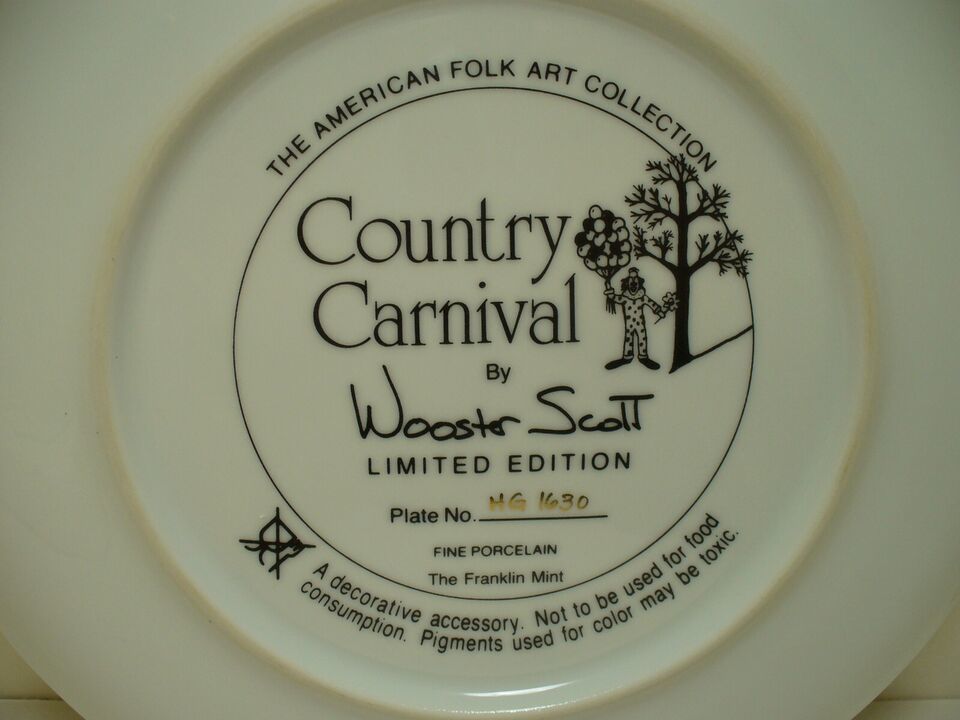 THE AMERICAN FOLK ART COLLECTION
Country
Carnival
By
Wooster Scott
LIMITED EDITION
Plate No. HG 1630
FINE PORCELAIN
The Franklin Mint
A decorative accessory. Not to be used for food
consumption. Pigments used for color may be toxic.